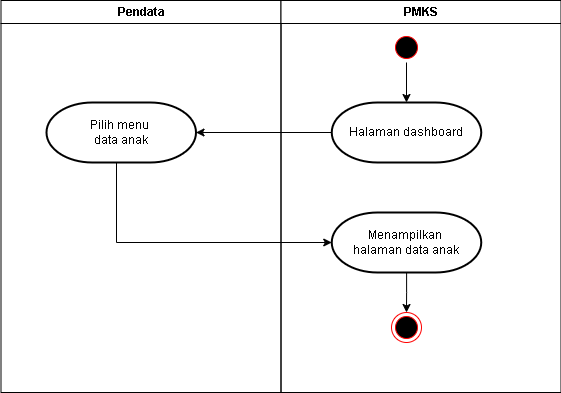 Pendata
PMKS
Halaman dashboard
Pilih menu
data anak
Menampilkan
halaman data anak